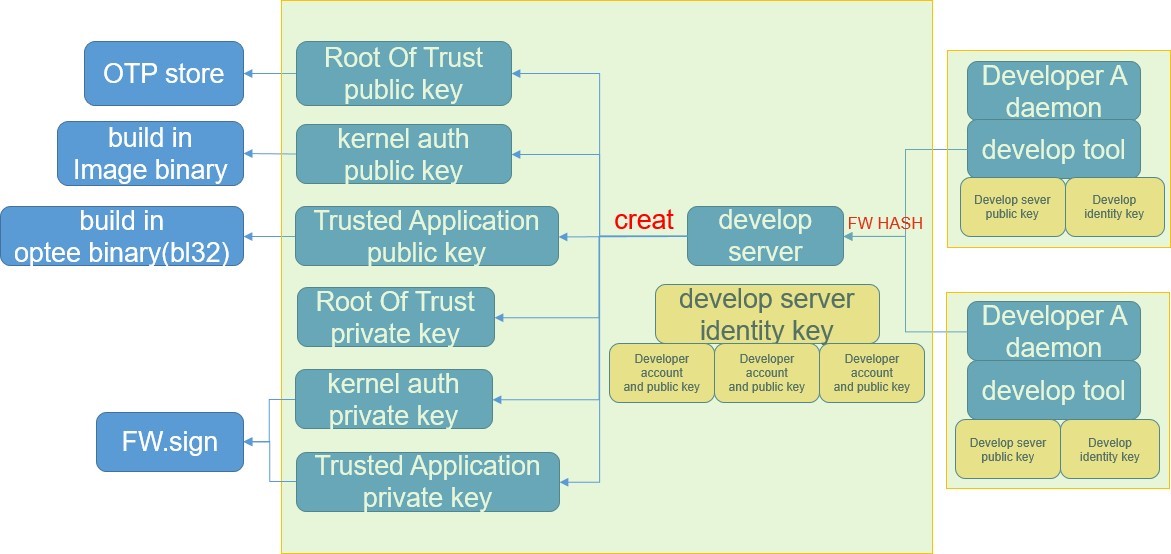 OTP store
build in
Image binary
build in
optee binary(bl32)
FW.sign
Root Of Trust
public key
kernel auth
public key
Trusted Application
public key
Root Of Trust
private key
kernel auth
private key
Trusted Application
private key
creat
develop
server
FW HASH
develop server
identity key
Developer
account
and public key
Developer
account
and public key
Developer
account
and public key
Developer A
daemon
develop tool
Develop sever
public key
Develop
identity key
Developer A
daemon
develop tool
Develop sever
public key
Develop
identity key